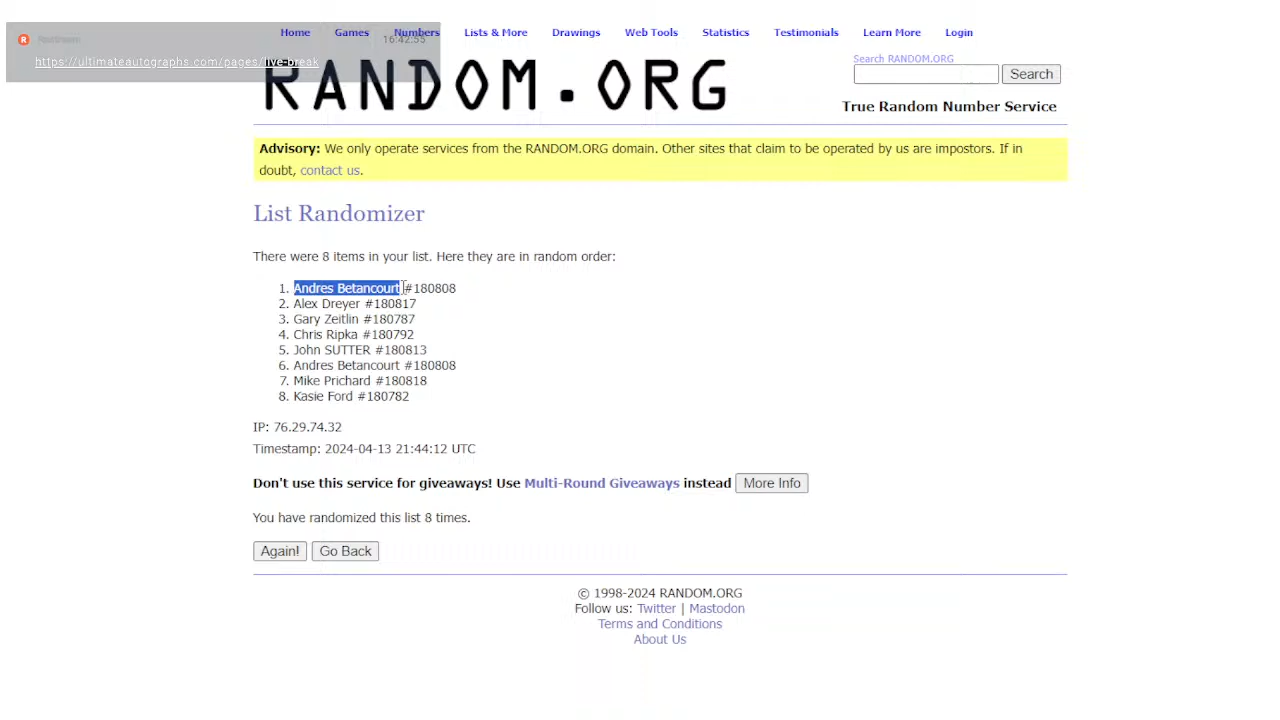 Home Games Numbers Lists & More Drawings Web Tools Statistics Testimonials Learn More Login
16:42:55
https://ultimateautographs.com/pages/live-break
RANDOM.ORG
Search RANDOM.ORG
Search
True Random Number Service
Advisory: We only operate services from the RANDOM.ORG domain. Other sites that claim to be operated by us are impostors. If in
doubt, contact us.
List Randomizer
There were 8 items in your list. Here they are in random order:
1. Andres Betancourt #180808
2. Alex Dreyer #180817
3. Gary Zeitlin #180787
4. Chris Ripka #180792
5. John SUTTER #180813
6. Andres Betancourt #180808
7. Mike Prichard #180818
8. Kasie Ford #180782
IP: 76.29.74.32
Timestamp: 2024-04-13 21:44:12 UTC
Don't use this service for giveaways! Use Multi-Round Giveaways instead More Info
You have randomized this list 8 times.
Again! Go Back
© 1998-2024 RANDOM.ORG
Follow us: Twitter | Mastodon
Terms and Conditions
About Us